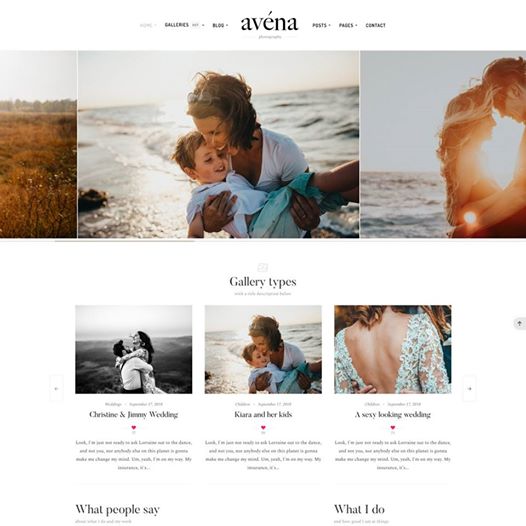 HOME GALLERIES BLOG avéna POSTS PAGES CONTACT
photography
Gallery types
with a title description below
Weddings • September 17, 2018
Children • September 17, 2018
Children • September 17, 2018
Christine & Jimmy Wedding
Kiara and her kids
A sexy looking wedding
Look, I'm just not ready to ask Lorraine out to the dance,
and not you, nor anybody else on this planet is gonna
make me change my mind. Um, yeah, I'm on my way. My
insurance, it's...
Look, I'm just not ready to ask Lorraine out to the dance,
and not you, nor anybody else on this planet is gonna
make me change my mind. Um, yeah, I'm on my way. My
insurance, it's...
Look, I'm just not ready to ask Lorraine out to the dance,
and not you, nor anybody else on this planet is gonna
make me change my mind. Um, yeah, I'm on my way. My
insurance, it's...
What people say
about what I do and my work
What I do
and how good I am at things